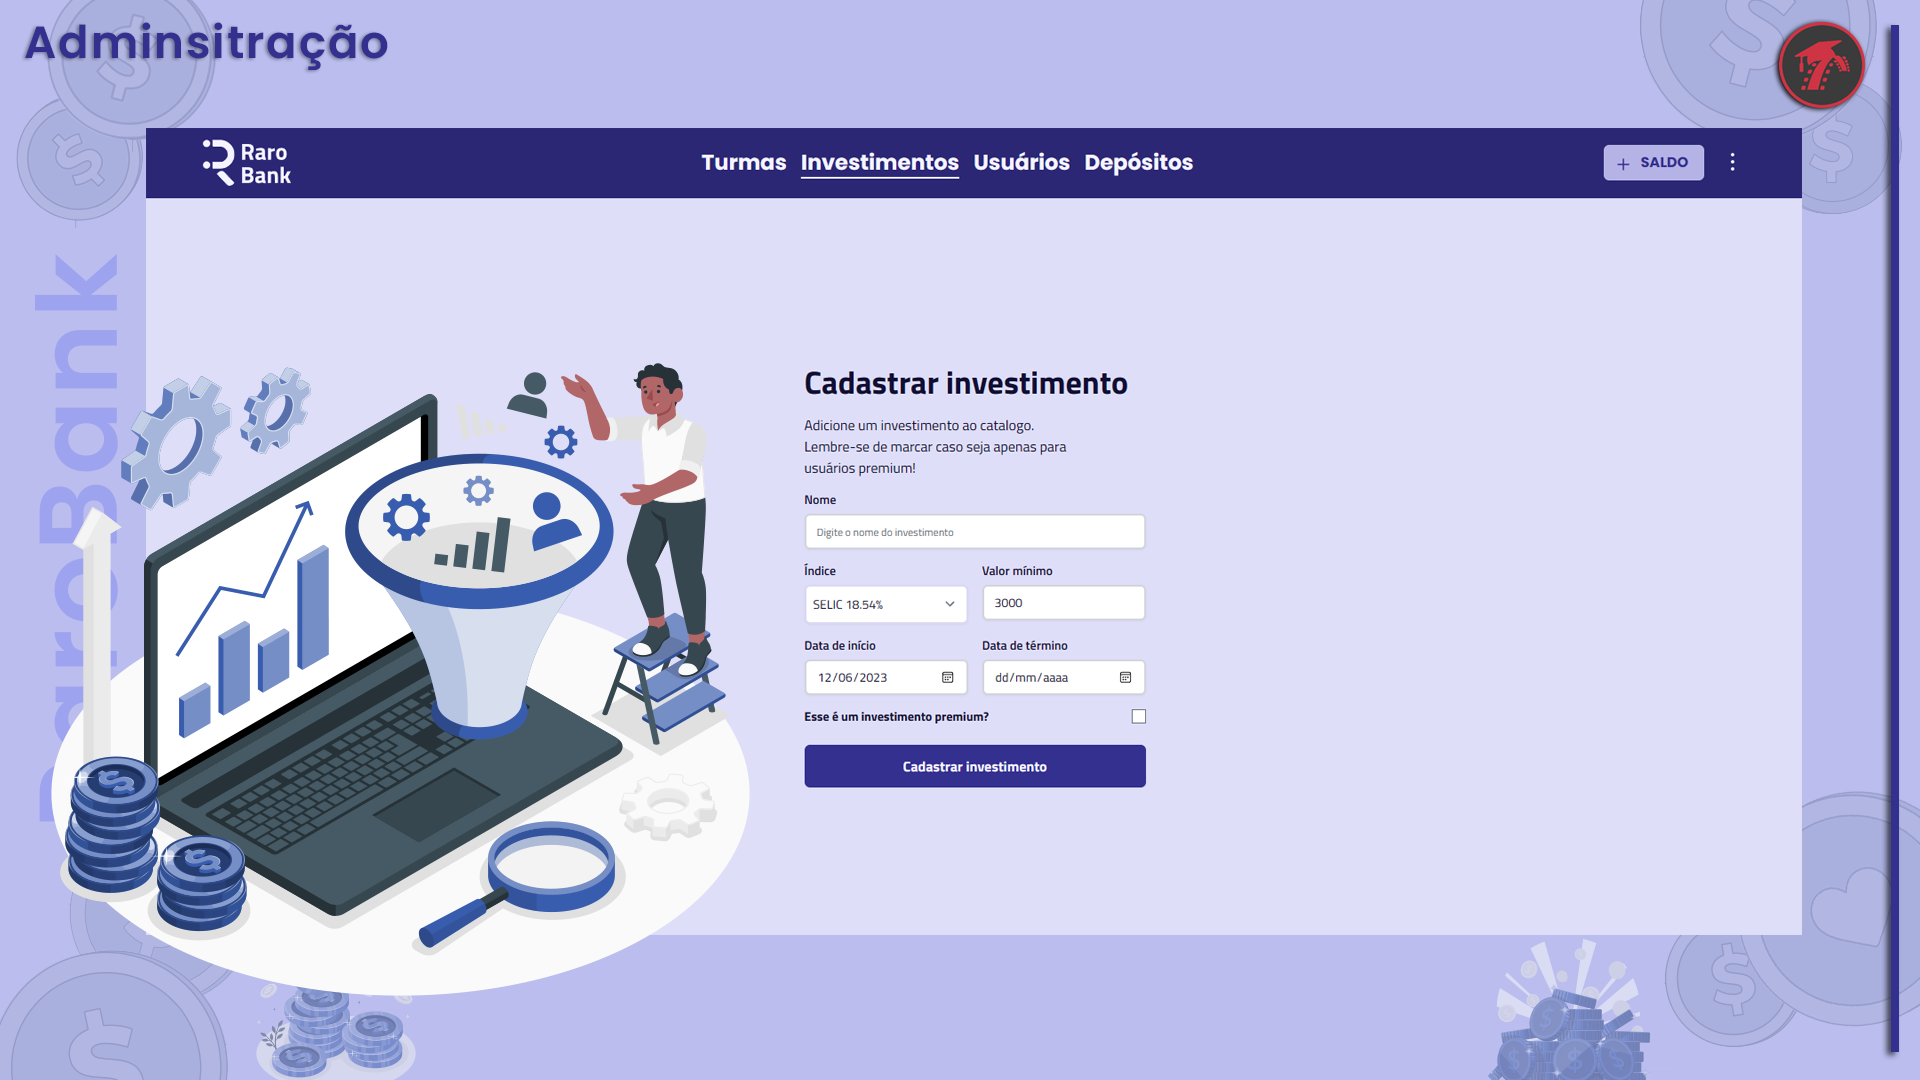 Adminsitração
Raro
Bank
Turmas Investimentos Usuários Depósitos
+ SALDO
RaroBank
Cadastrar investimento
Adicione um investimento ao catalogo.
Lembre-se de marcar caso seja apenas para
usuários premium!
Nome
Digite o nome do investimento
Índice Valor mínimo
SELIC 18.54% 3000
Data de início Data de término
12/06/2023 dd/mm/aaaa
Esse é um investimento premium?
Cadastrar investimento